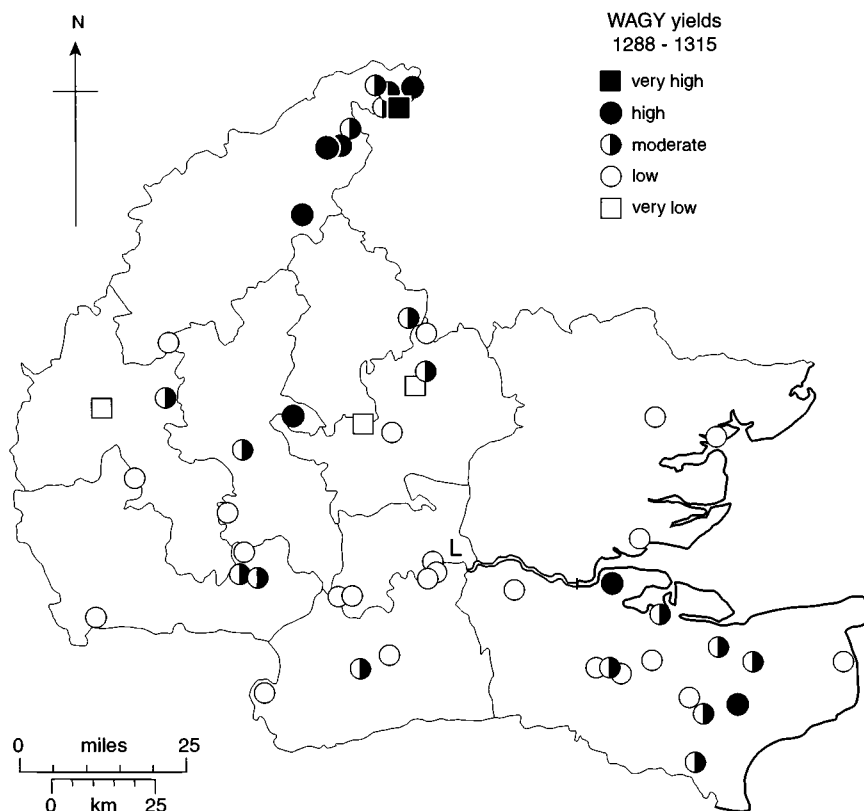 N
WAGY yields
1288 - 1315
very high
high
moderate
low
very low
L
0 miles 25
0 km 25